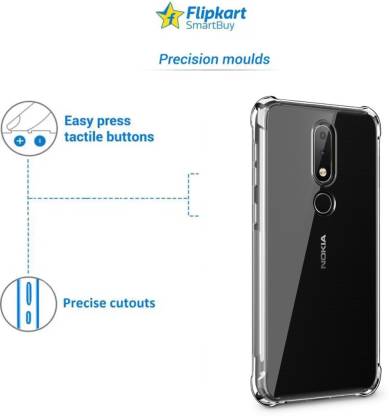 Flipkart
SmartBuy
Precision moulds
Easy press
tactile buttons
NOKIA
Precise cutouts